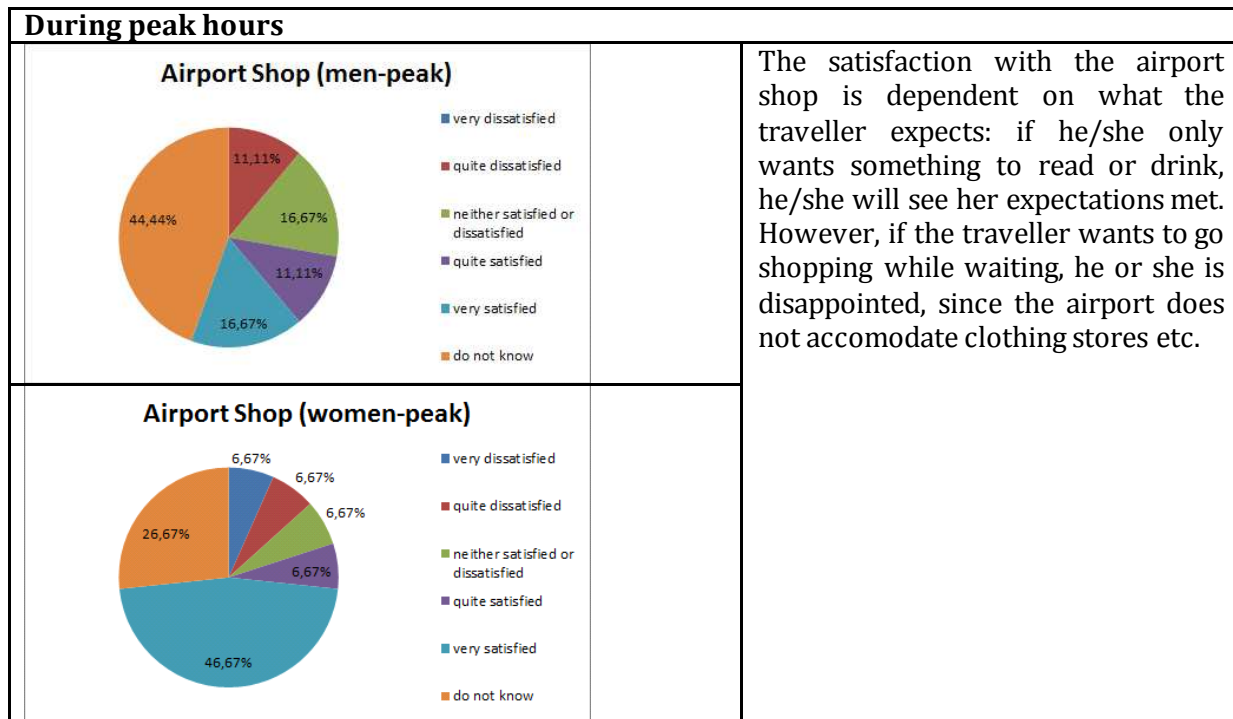 During peak hours
Airport Shop (men-peak)
11,11%
16,67%
11,11%
16,67%
44,44%
very dissatisfied
quite dissatisfied
neither satisfied or
dissatisfied
quite satisfied
very satisfied
do not know
The satisfaction with the airport
shop is dependent on what the
traveller expects: if he/she only
wants something to read or drink,
he/she will see her expectations met.
However, if the traveller wants to go
shopping while waiting, he or she is
disappointed, since the airport does
not accomodate clothing stores etc.
Airport Shop (women-peak)
6,67%
6,67%
6,67%
6,67%
46,67%
26,67%
very dissatisfied
quite dissatisfied
neither satisfied or
dissatisfied
quite satisfied
very satisfied
do not know